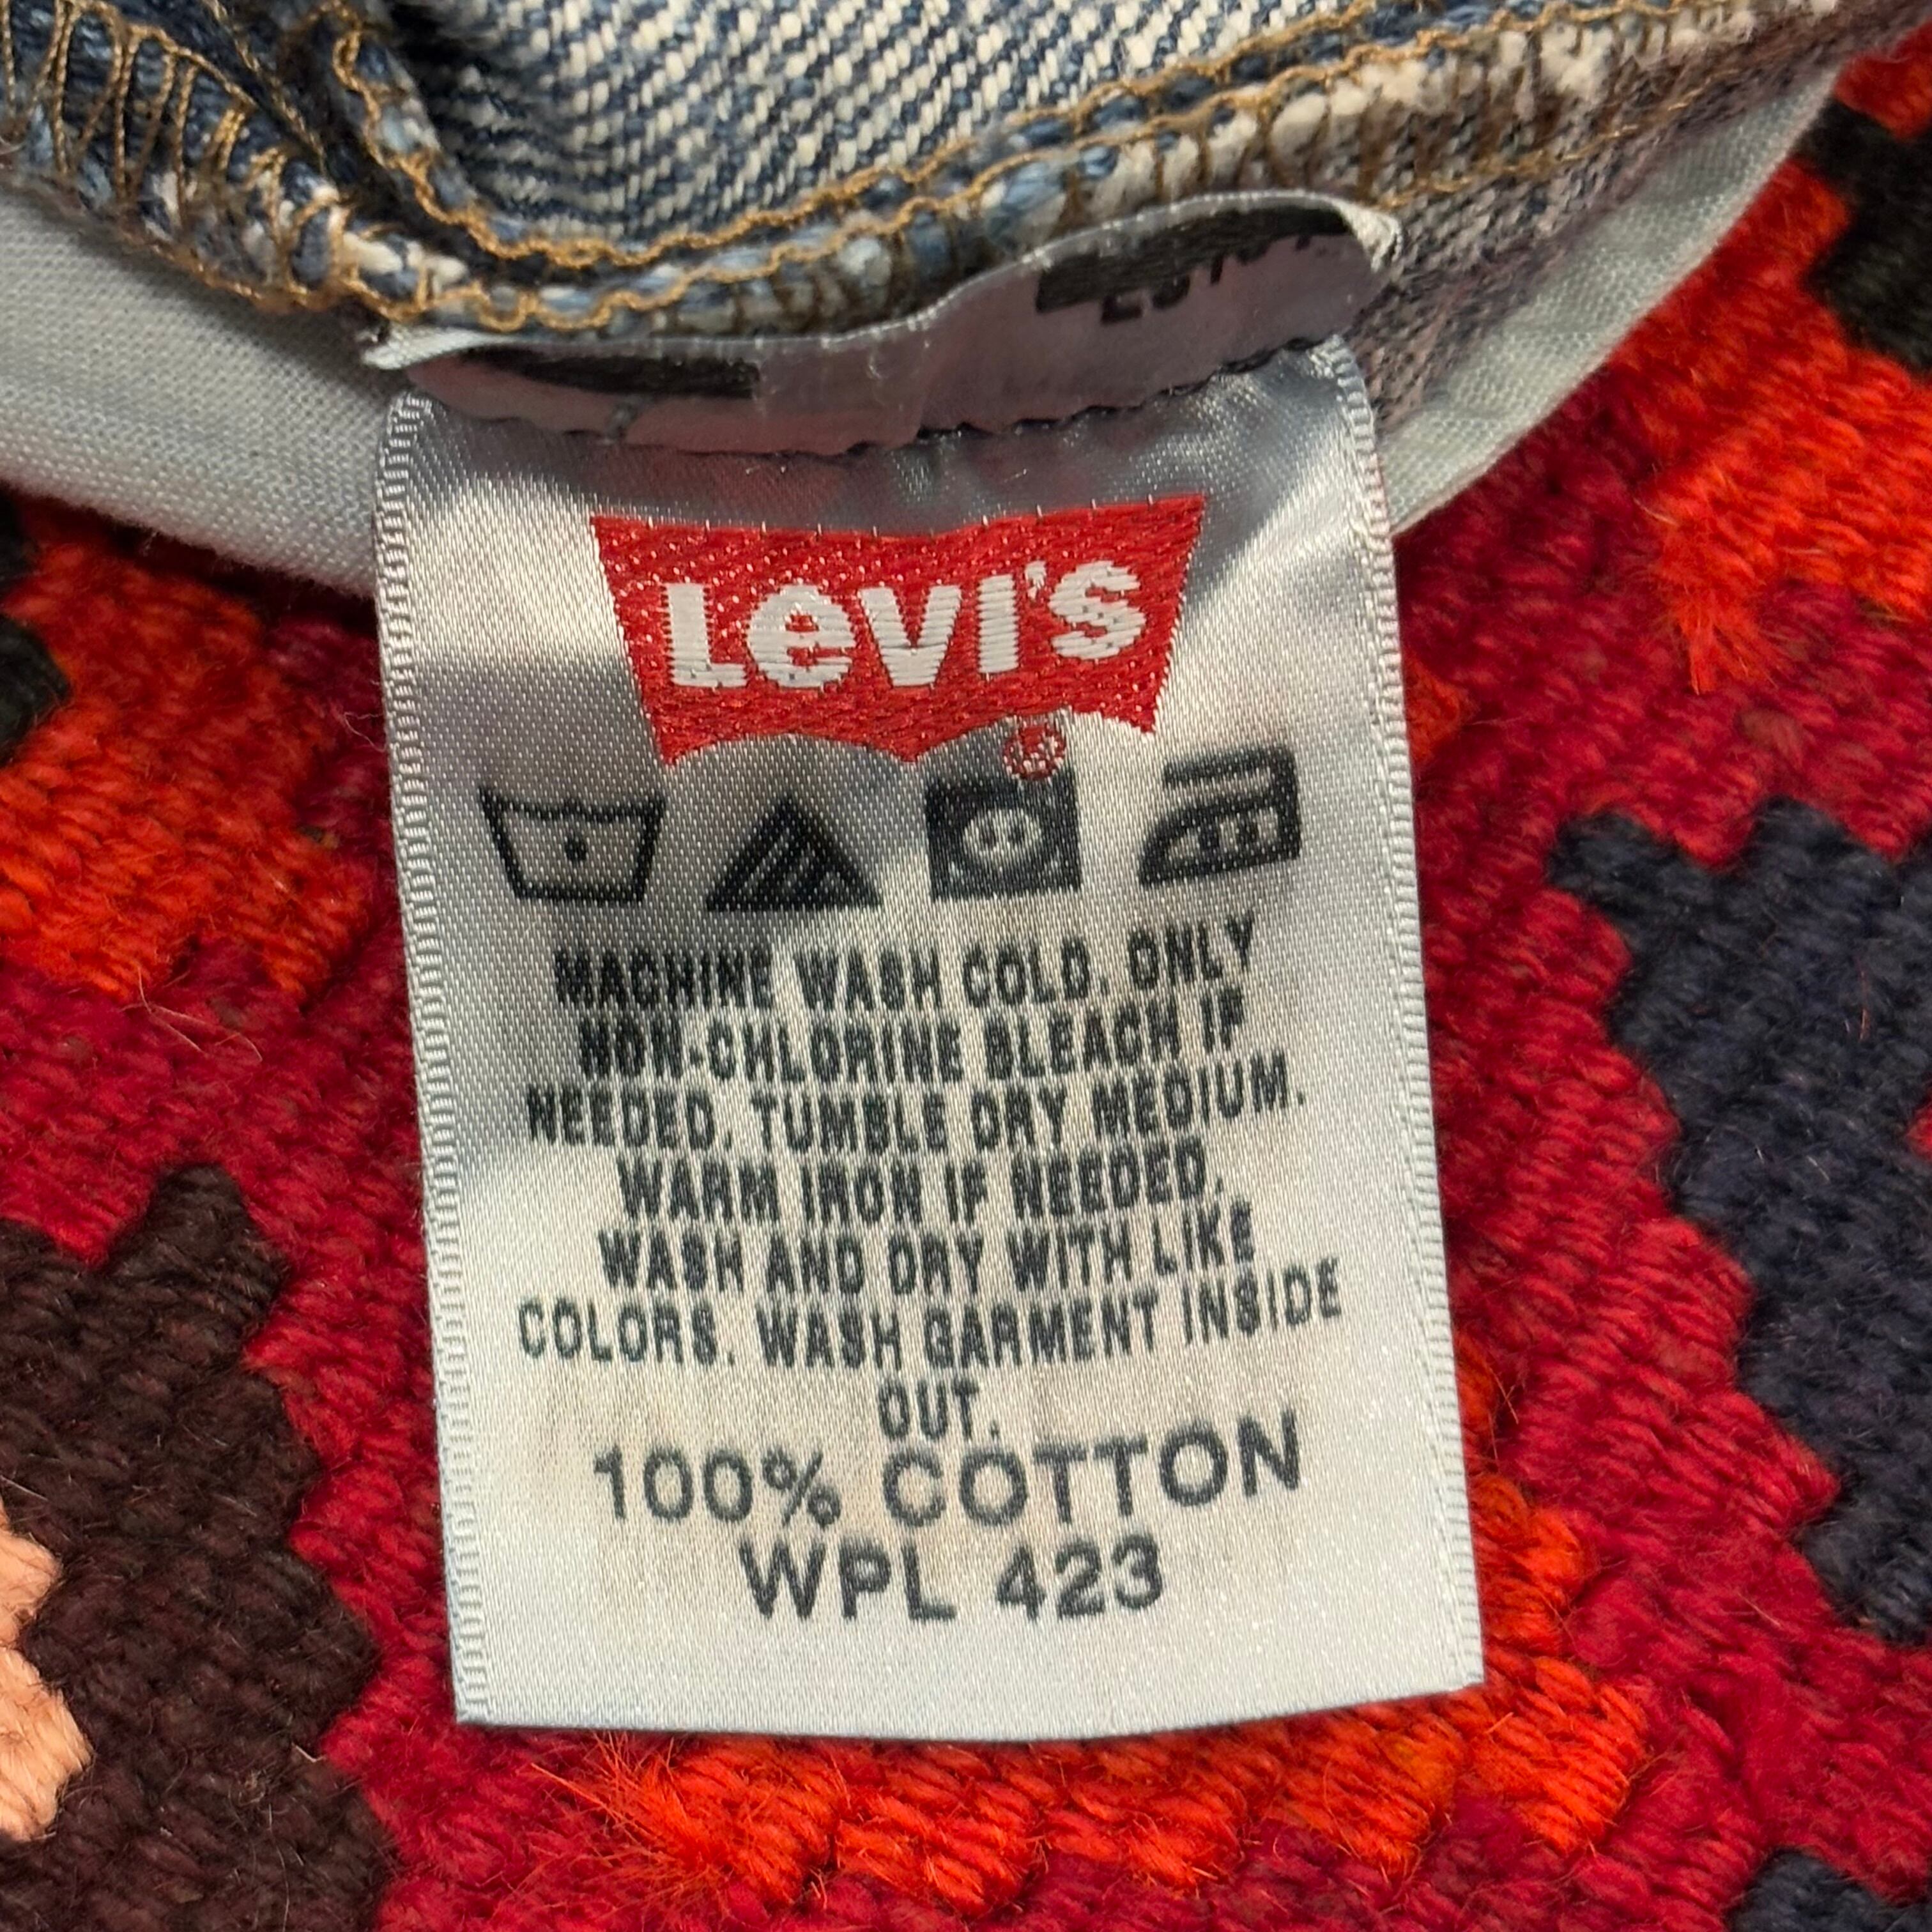 Levi's
®
MACHINE WASH COLD. ONLY
NON-CHLORINE BLEACH IF
NEEDED. TUMBLE DRY MEDIUM.
WARM IRON IF NEEDED.
WASH AND DRY WITH LIKE
COLORS. WASH GARMENT INSIDE
OUT.
100% COTTON
WPL 423